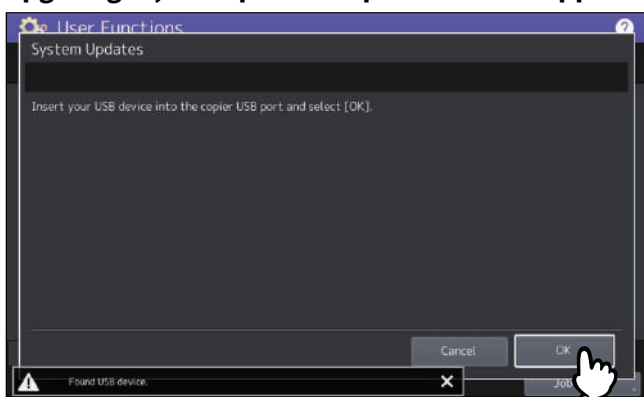 User Functions
?
System Updates
Insert your USB device into the copier USB port and select [OK].
Cancel
OK
Found USB device.
Job